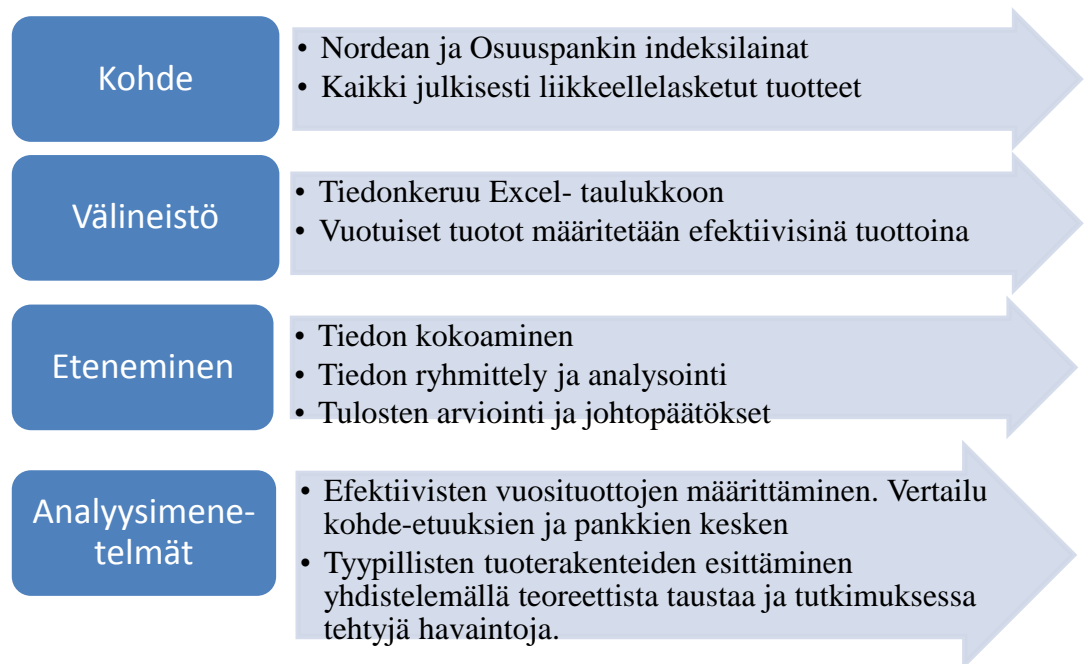 Kohde
• Nordean ja Osuuspankin indeksilainat
• Kaikki julkisesti liikkeellelasketut tuotteet
Välineistö
• Tiedonkeruu Excel- taulukkoon
• Vuotuiset tuotot määritetään efektiivisinä tuottoina
Eteneminen
• Tiedon kokoaminen
• Tiedon ryhmittely ja analysointi
• Tulosten arviointi ja johtopäätökset
Analyysimene-
telmät
• Efektiivisten vuosituottojen määrittäminen. Vertailu
kohde-etuuksien ja pankkien kesken
• Tyypillisten tuoterakenteiden esittäminen
yhdistelemällä teoreettista taustaa ja tutkimuksessa
tehtyjä havaintoja.